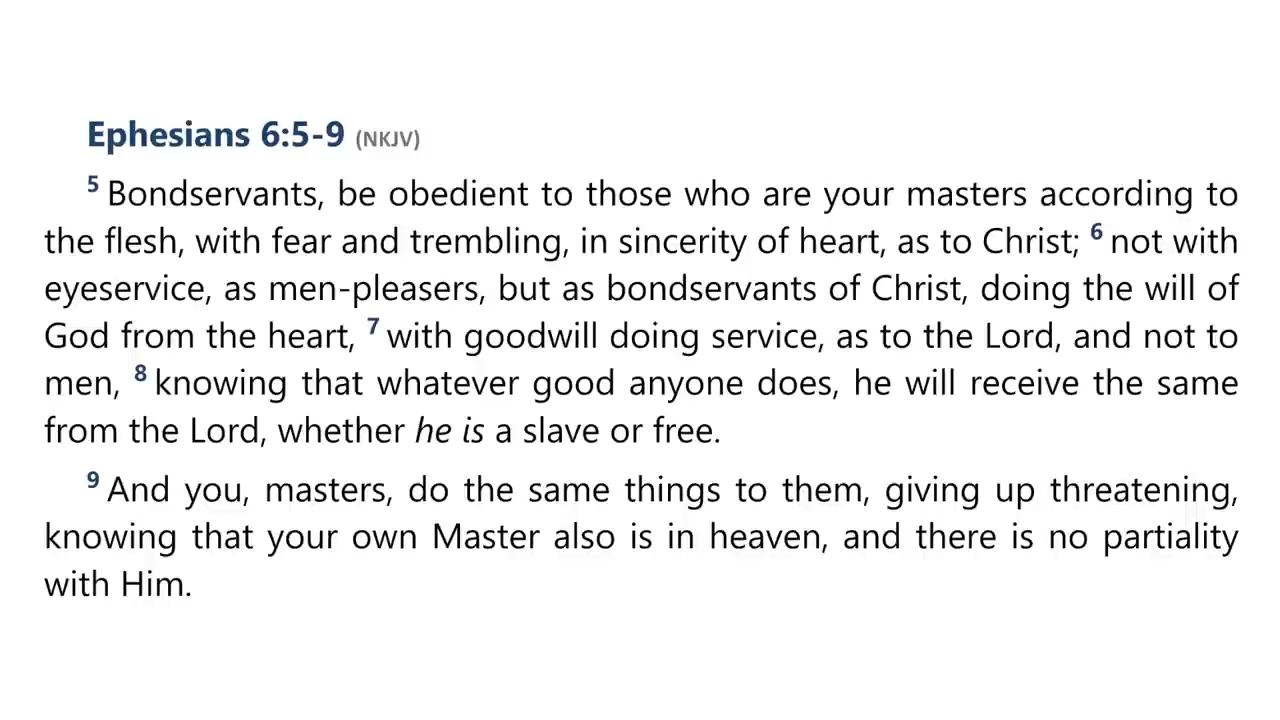 Ephesians 6:5-9 (NKJV)
5 Bondservants, be obedient to those who are your masters according to
the flesh, with fear and trembling, in sincerity of heart, as to Christ; 6 not with
eyeservice, as men-pleasers, but as bondservants of Christ, doing the will of
God from the heart, 7 with goodwill doing service, as to the Lord, and not to
men, 8 knowing that whatever good anyone does, he will receive the same
from the Lord, whether he is a slave or free.
9 And you, masters, do the same things to them, giving up threatening,
knowing that your own Master also is in heaven, and there is no partiality
with Him.